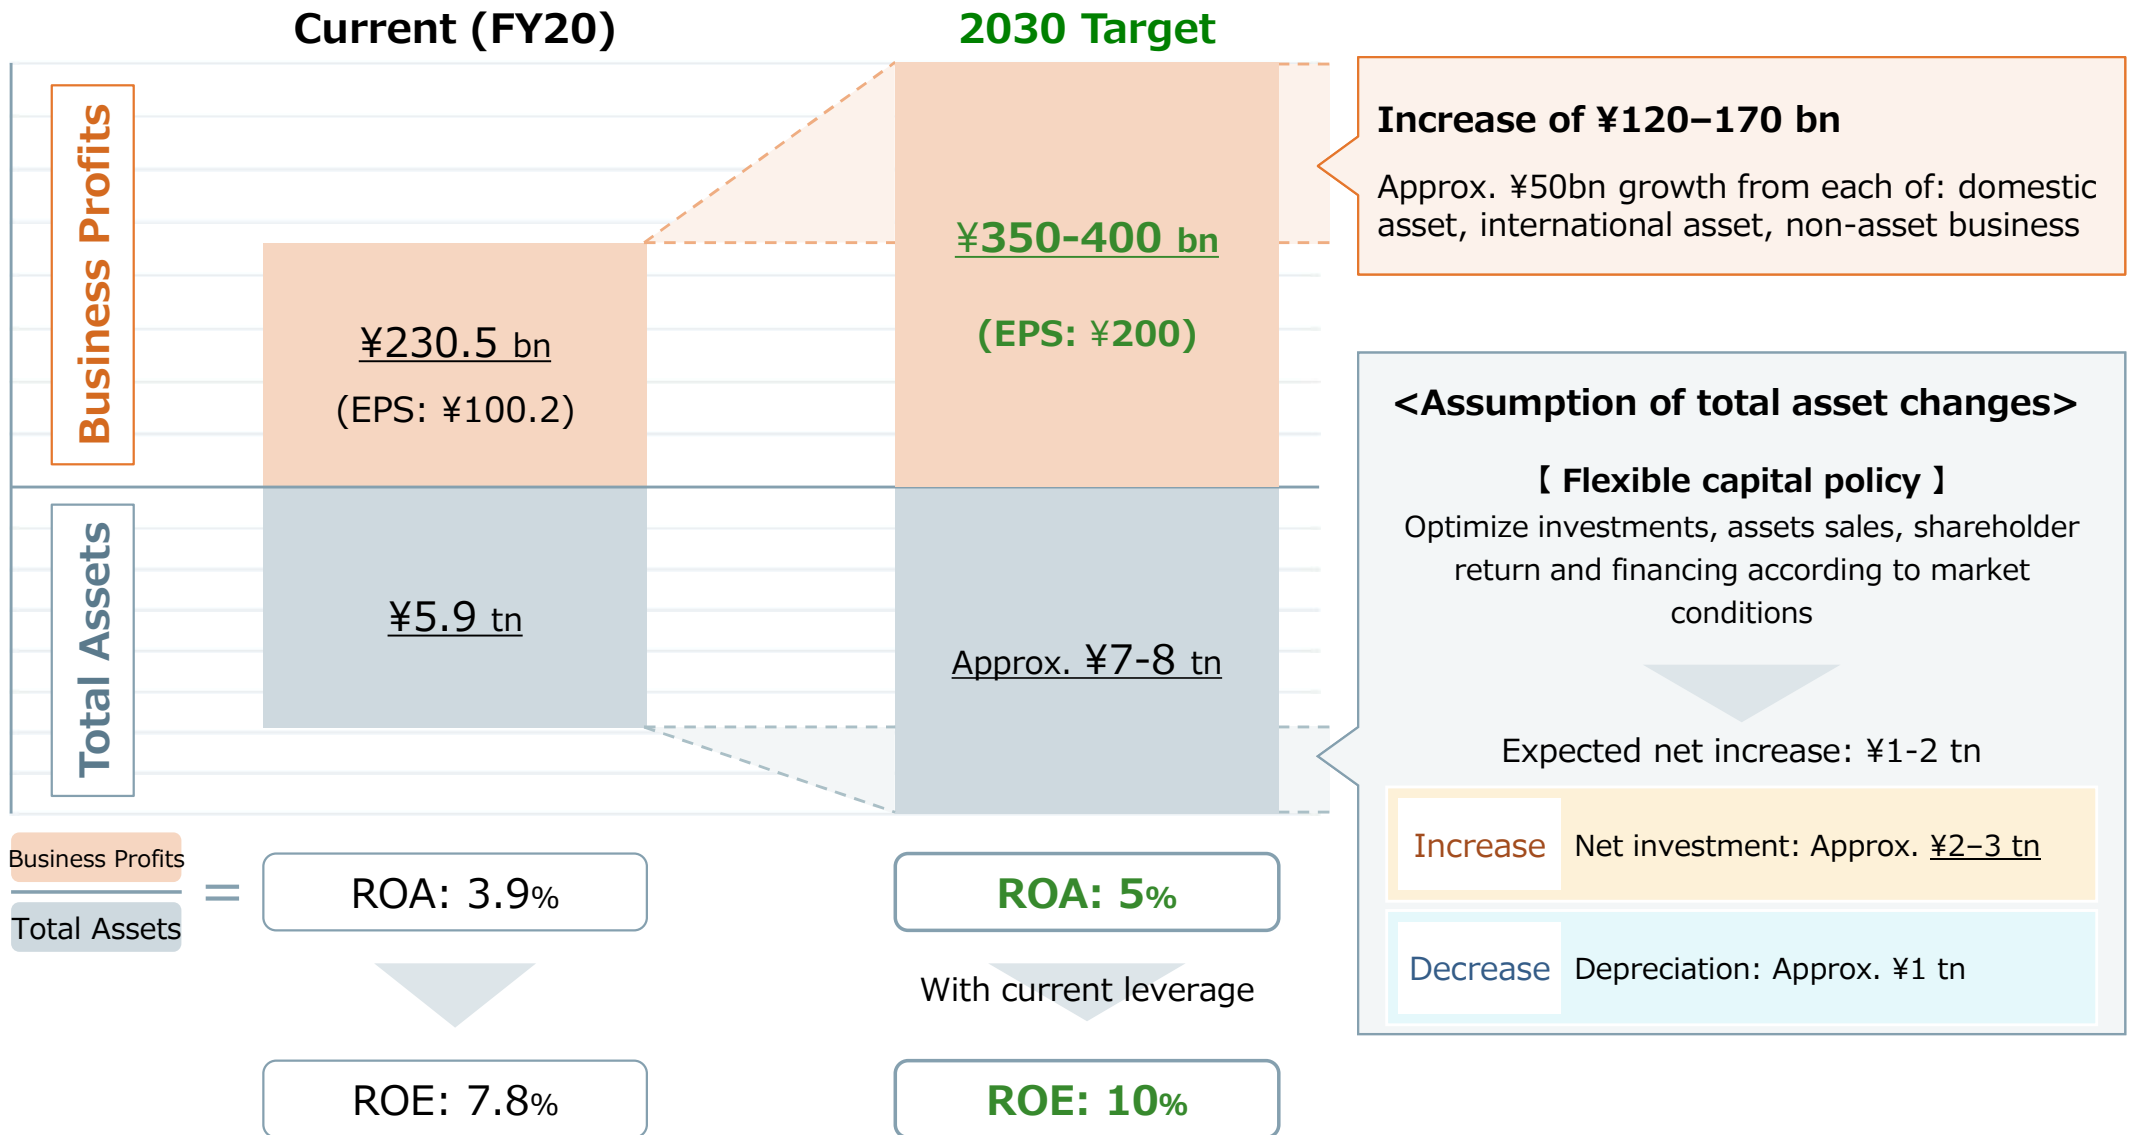 Current (FY20)
2030 Target
Business Profits
¥230.5 bn
(EPS: ¥100.2)
¥350-400 bn
(EPS: ¥200)
Increase of ¥120–170 bn
Approx. ¥50bn growth from each of: domestic
asset, international asset, non-asset business
Total Assets
¥5.9 tn
Approx. ¥7-8 tn
<Assumption of total asset changes>
【 Flexible capital policy 】
Optimize investments, assets sales, shareholder
return and financing according to market
conditions
Expected net increase: ¥1-2 tn
Increase
Net investment: Approx. ¥2–3 tn
Decrease
Depreciation: Approx. ¥1 tn
Business Profits
Total Assets
=
ROA: 3.9%
ROA: 5%
With current leverage
ROE: 7.8%
ROE: 10%